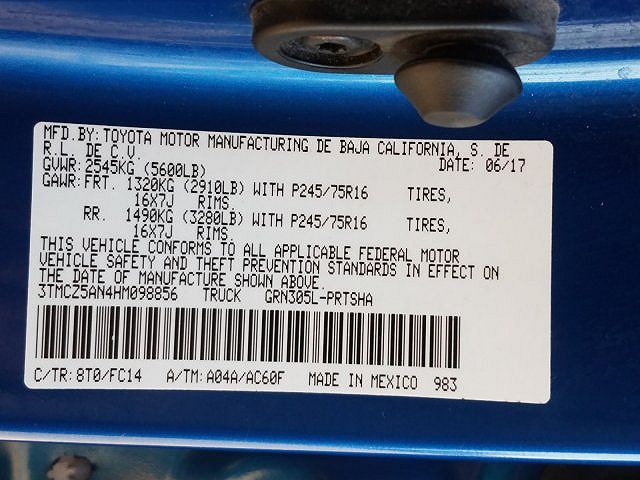 MFD.BY: TOYOTA MOTOR MANUFACTURING DE BAJA CALIFORNIA, S. DE
R.L. DE C.V. DATE: 06/17
GVWR: 2545KG (5600LB)
GAWR: FRT. 1320KG (2910LB) WITH P245/75R16 TIRES,
16X7J RIMS.
RR. 1490KG (3280LB) WITH P245/75R16 TIRES,
16X7J RIMS.
THIS VEHICLE CONFORMS TO ALL APPLICABLE FEDERAL MOTOR
VEHICLE SAFETY AND THEFT PREVENTION STANDARDS IN EFFECT ON
THE DATE OF MANUFACTURE SHOWN ABOVE.
3TMCZ5AN4HM098856 TRUCK GRN305L-PRTSHA
C/TR: 8T0/FC14 A/TM: A04A/AC60F MADE IN MEXICO 983